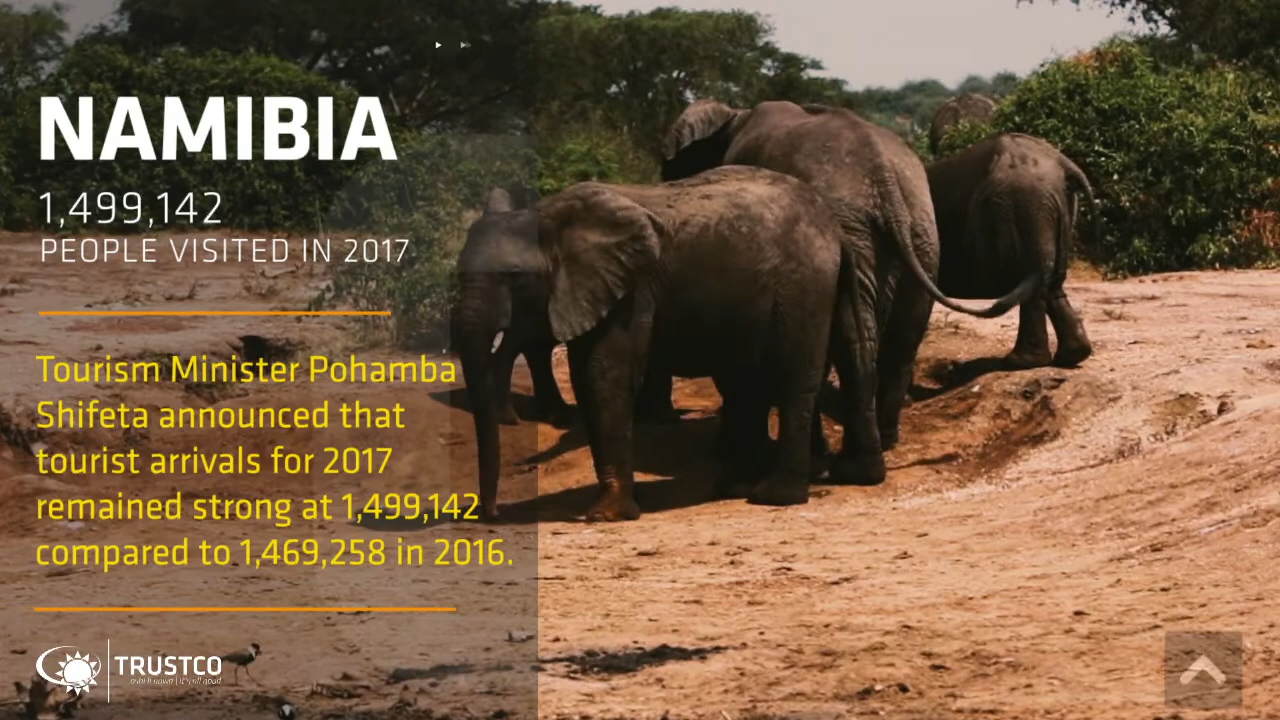 NAMIBIA
1,499,142
PEOPLE VISITED IN 2017
Tourism Minister Pohamba
Shifeta announced that
tourist arrivals for 2017
remained strong at 1,499,142
compared to 1,469,258 in 2016.
TRUSTCO